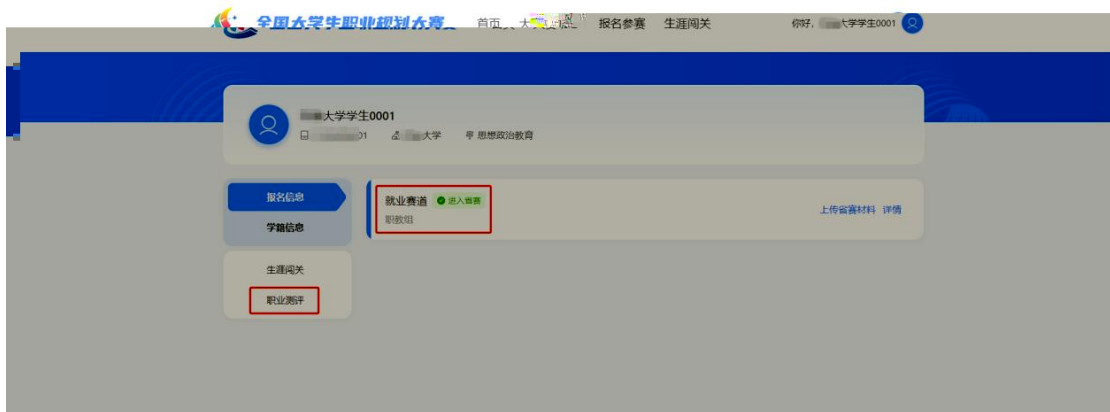 全国大学生职业规划大赛 首页 大 报名参赛 生涯闯关 你好, 大学学生0001
大学学生0001
01 大学 思想政治教育
报名信息
学籍信息
生涯闯关
职业测评
就业赛道 进入省赛
职教组
上传省赛材料 详情